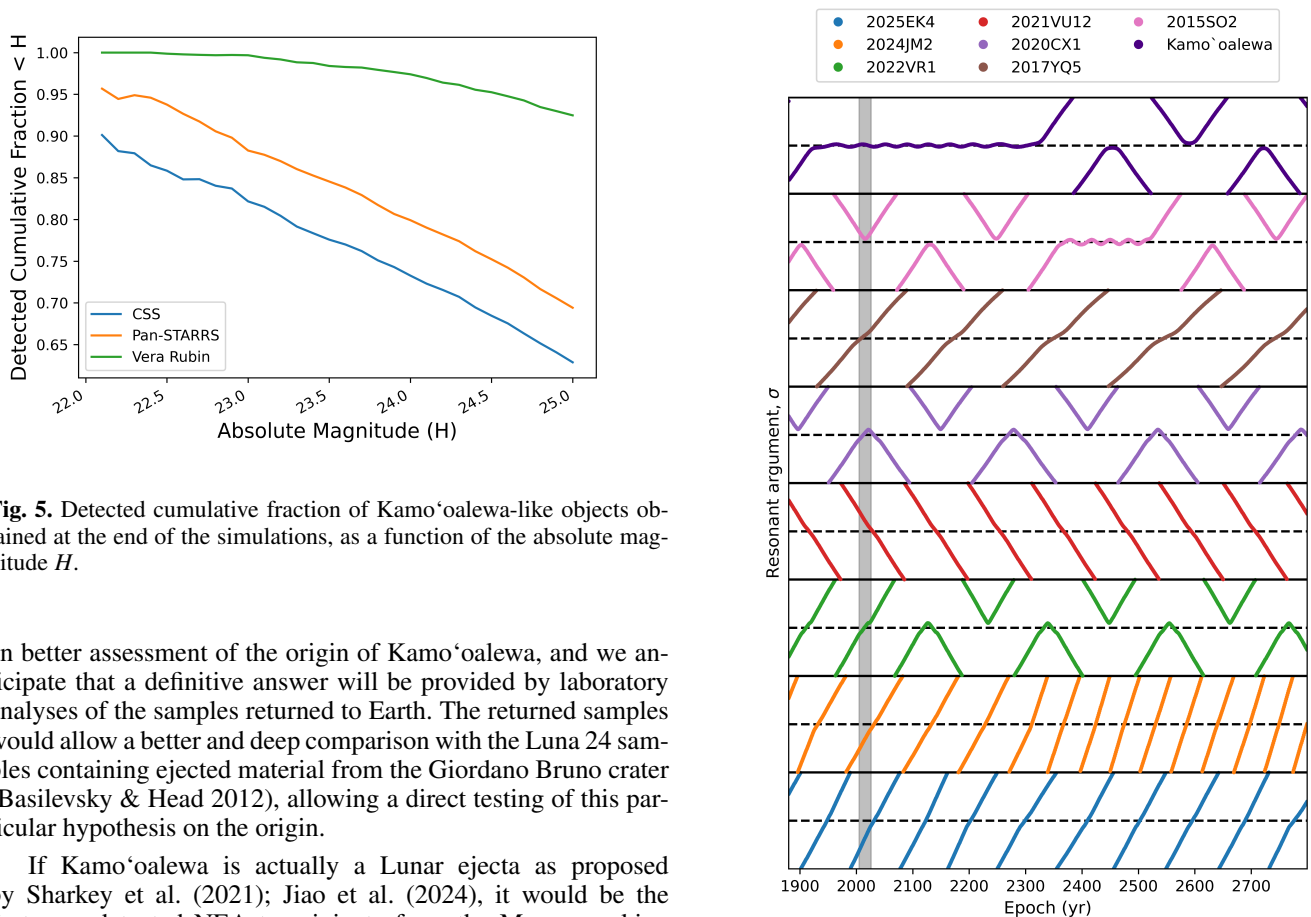 Detected Cumulative Fraction < H
1.00
0.95
0.90
0.85
0.80
0.75
0.70
0.65
CSS
Pan-STARRS
Vera Rubin
22.0
22.5
23.0
23.5
24.0
24.5
25.0
Absolute Magnitude (H)
ig. 5. Detected cumulative fraction of Kamo‘oalewa-like objects ob-
ained at the end of the simulations, as a function of the absolute mag-
itude H.
n better assessment of the origin of Kamo‘oalewa, and we an-
icipate that a definitive answer will be provided by laboratory
nalyses of the samples returned to Earth. The returned samples
would allow a better and deep comparison with the Luna 24 sam-
les containing ejected material from the Giordano Bruno crater
Basilevsky & Head 2012), allowing a direct testing of this par-
icular hypothesis on the origin.
If Kamo‘oalewa is actually a Lunar ejecta as proposed
y Sharkey et al. (2021); Jiao et al. (2024), it would be the
2025EK4
2024JM2
2022VR1
2021VU12
2020CX1
2017YQ5
2015SO2
Kamo`oalewa
Resonant argument, σ
1900 2000 2100 2200 2300 2400 2500 2600 2700
Epoch (yr)